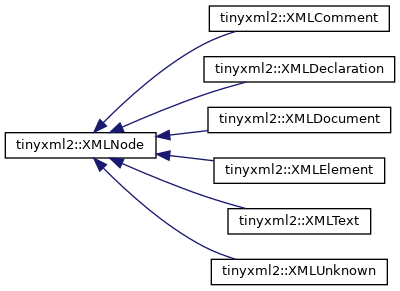 tinyxml2::XMLComment
tinyxml2::XMLDeclaration
tinyxml2::XMLDocument
tinyxml2::XMLNode
tinyxml2::XMLElement
tinyxml2::XMLText
tinyxml2::XMLUnknown